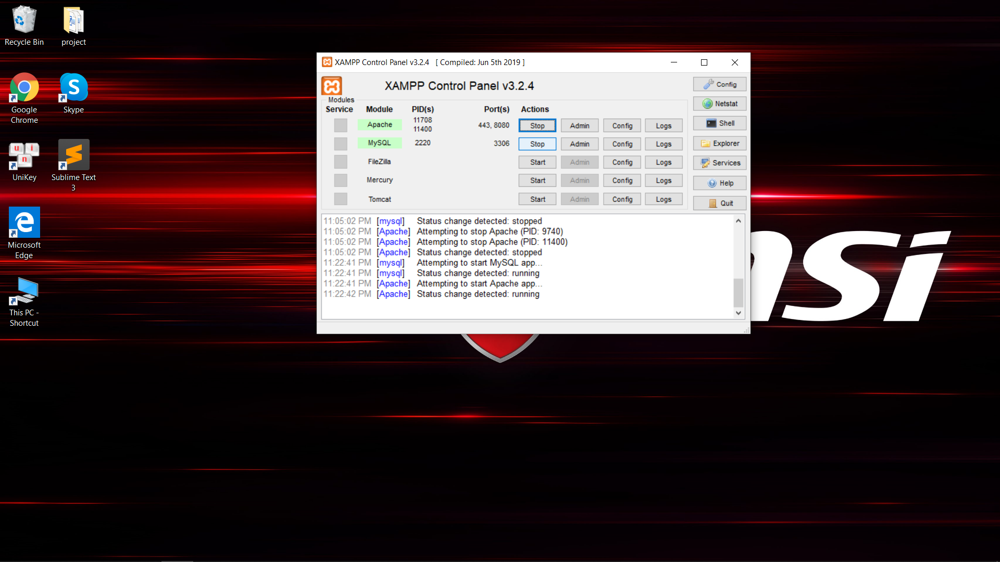 Recycle Bin
project
Google
Chrome
Skype
u i
n
UniKey
Sublime Text
3
Microsoft
Edge
This PC -
Shortcut
XAMPP Control Panel v3.2.4 [ Compiled: Jun 5th 2019 ]
XAMPP Control Panel v3.2.4
Config
Modules
Netstat
Service Module PID(s) Port(s) Actions
Apache 11708 443, 8080 Stop Admin Config Logs
11400
Shell
MySQL 2220 3306 Stop Admin Config Logs
Explorer
FileZilla Start Admin Config Logs
Services
Mercury Start Admin Config Logs
Help
Tomcat Start Admin Config Logs
Quit
11:05:02 PM [mysql] Status change detected: stopped
11:05:02 PM [Apache] Attempting to stop Apache (PID: 9740)
11:05:02 PM [Apache] Attempting to stop Apache (PID: 11400)
11:05:02 PM [Apache] Status change detected: stopped
11:22:41 PM [mysql] Attempting to start MySQL app...
11:22:41 PM [mysql] Status change detected: running
11:22:41 PM [Apache] Attempting to start Apache app...
11:22:42 PM [Apache] Status change detected: running